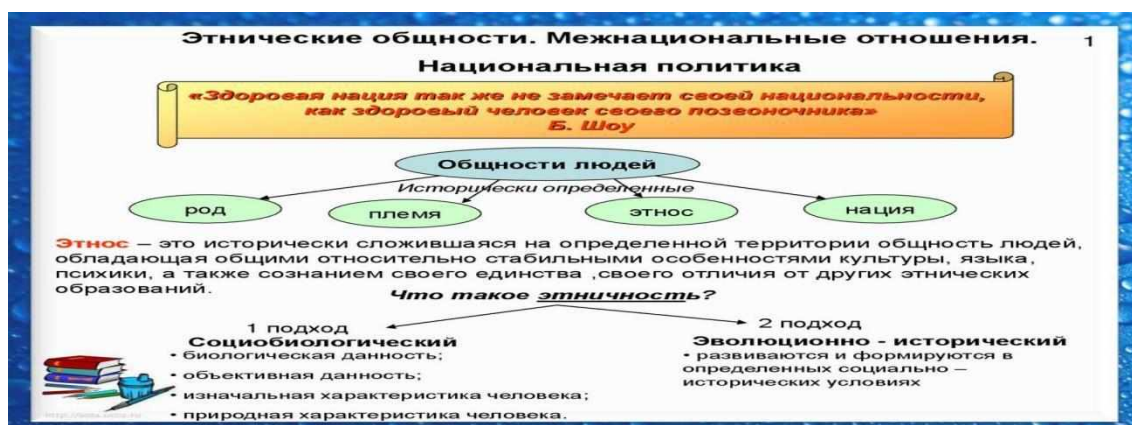 Этнические общности. Межнациональные отношения. 1
Национальная политика
«Здоровая нация так же не замечает своей национальности,
как здоровый человек своего позвоночника»
Б. Шоу
Общности людей
Исторически определенные
род
племя
этнос
нация
Этнос – это исторически сложившаяся на определенной территории общность людей,
обладающая общими относительно стабильными особенностями культуры, языка,
психики, а также сознанием своего единства ,своего отличия от других этнических
образований.
Что такое этничность?
1 подход
Социобиологический
• биологическая данность;
• объективная данность;
• изначальная характеристика человека;
• природная характеристика человека.
2 подход
Эволюционно - исторический
• развиваются и формируются в
определенных социально –
исторических условиях